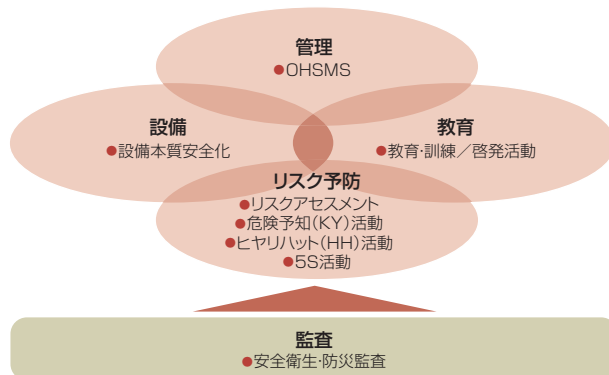 管理
●OHSMS
設備
●設備本質安全化
教育
●教育・訓練／啓発活動
リスク予防
●リスクアセスメント
●危険予知(KY)活動
●ヒヤリハット(HH)活動
●5S活動
監査
●安全衛生・防災監査